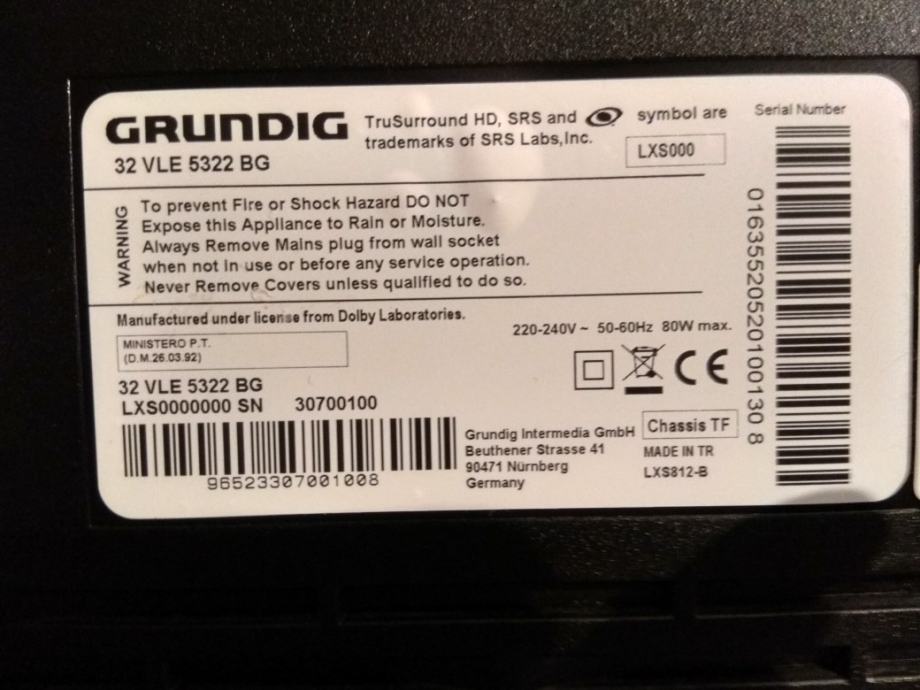 GRUNDIG
32 VLE 5322 BG
TruSurround HD, SRS and symbol are
trademarks of SRS Labs,Inc.
LXS000
Serial Number
WARNING
To prevent Fire or Shock Hazard DO NOT
Expose this Appliance to Rain or Moisture.
Always Remove Mains plug from wall socket
when not in use or before any service operation.
Never Remove Covers unless qualified to do so.
01635520520100130 8
Manufactured under license from Dolby Laboratories.
220-240V ~ 50-60Hz 80W max.
MINISTERO P.T.
(D.M.26.03.92)
CE
32 VLE 5322 BG
LXS0000000 SN 30700100
96523307001008
Grundig Intermedia GmbH
Beuthener Strasse 41
90471 Nürnberg
Germany
Chassis TF
MADE IN TR
LXS812-B